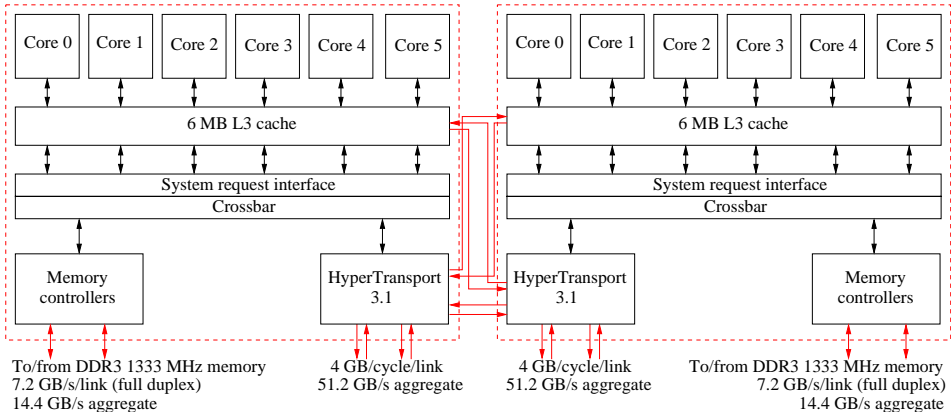 Core 0
Core 1
Core 2
Core 3
Core 4
Core 5
6 MB L3 cache
System request interface
Crossbar
Memory
controllers
HyperTransport
3.1
To/from DDR3 1333 MHz memory
7.2 GB/s/link (full duplex)
14.4 GB/s aggregate
4 GB/cycle/link
51.2 GB/s aggregate
Core 0
Core 1
Core 2
Core 3
Core 4
Core 5
6 MB L3 cache
System request interface
Crossbar
HyperTransport
3.1
Memory
controllers
4 GB/cycle/link
51.2 GB/s aggregate
To/from DDR3 1333 MHz memory
7.2 GB/s/link (full duplex)
14.4 GB/s aggregate